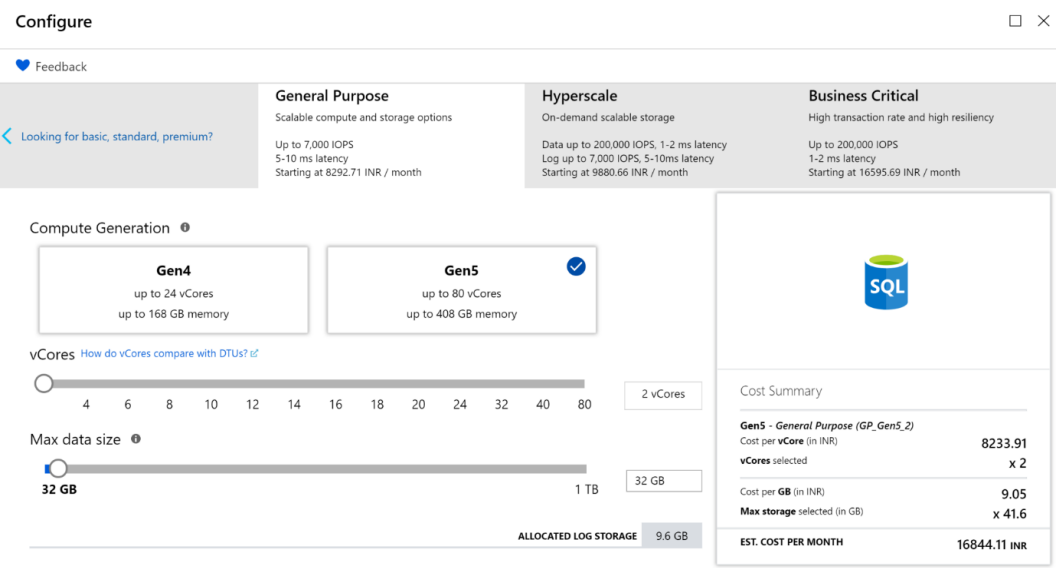 Configure
Feedback
Looking for basic, standard, premium?
General Purpose
Scalable compute and storage options
Up to 7,000 IOPS
5-10 ms latency
Starting at 8292.71 INR / month
Hyperscale
On-demand scalable storage
Data up to 200,000 IOPS, 1-2 ms latency
Log up to 7,000 IOPS, 5-10ms latency
Starting at 9880.66 INR / month
Business Critical
High transaction rate and high resiliency
Up to 200,000 IOPS
1-2 ms latency
Starting at 16595.69 INR / month
Compute Generation
Gen4
up to 24 vCores
up to 168 GB memory
Gen5
up to 80 vCores
up to 408 GB memory
vCores How do vCores compare with DTUs?
4 6 8 10 12 14 16 18 20 24 32 40 80
2 vCores
Max data size
32 GB 1 TB
32 GB
ALLOCATED LOG STORAGE 9.6 GB
SQL
Cost Summary
Gen5 - General Purpose (GP_Gen5_2)
Cost per vCore (in INR) 8233.91
vCores selected x 2
Cost per GB (in INR) 9.05
Max storage selected (in GB) x 41.6
EST. COST PER MONTH 16844.11 INR